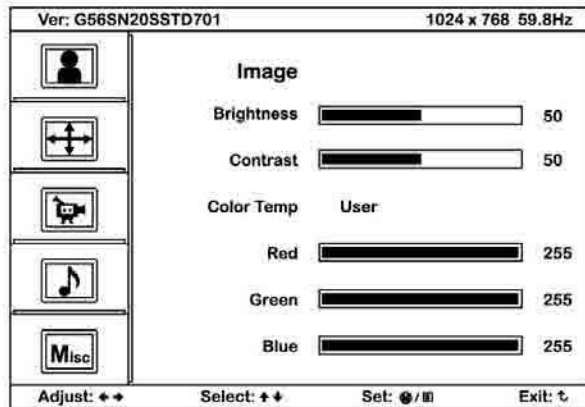 Ver: G56SN20SSTD701 1024 x 768 59.8Hz
Image
Brightness 50
Contrast 50
Color Temp User
Red 255
Green 255
Blue 255
Misc
Adjust: Select: Set: / Exit: